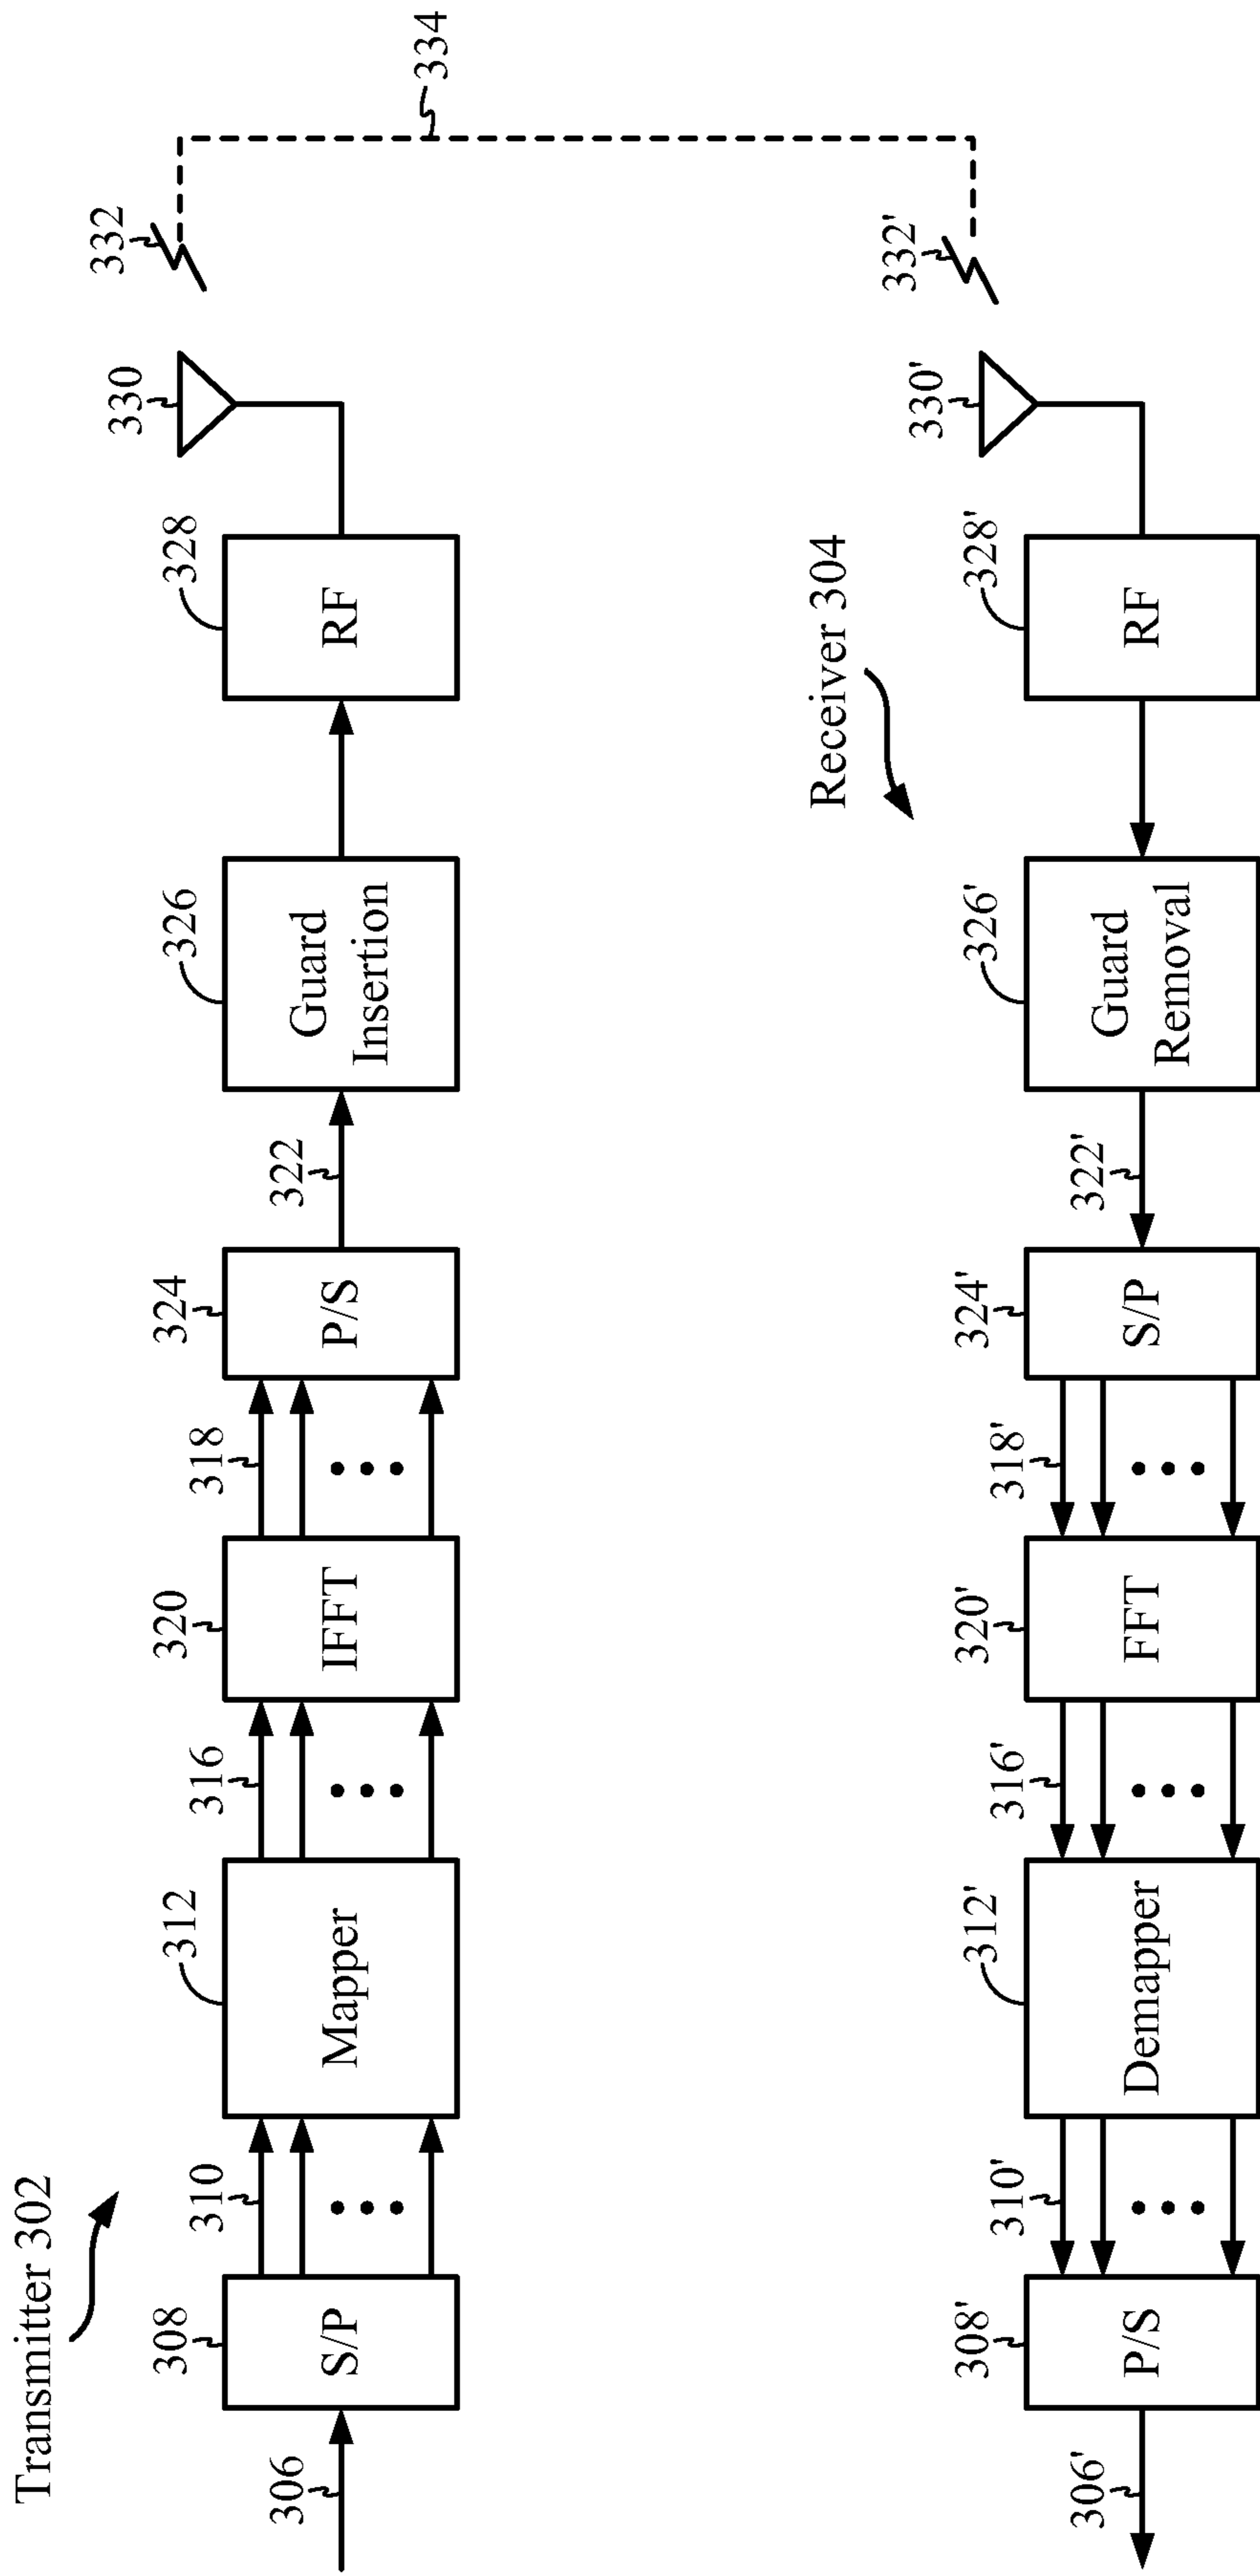 Transmitter 302
306
308
S/P
310
312
Mapper
316
320
IFFT
318
324
P/S
322
326
Guard
Insertion
328
RF
330
332
334
Receiver 304
306'
308'
P/S
310'
312'
Demapper
316'
320'
FFT
318'
324'
S/P
322'
326'
Guard
Removal
328'
RF
330'
332'